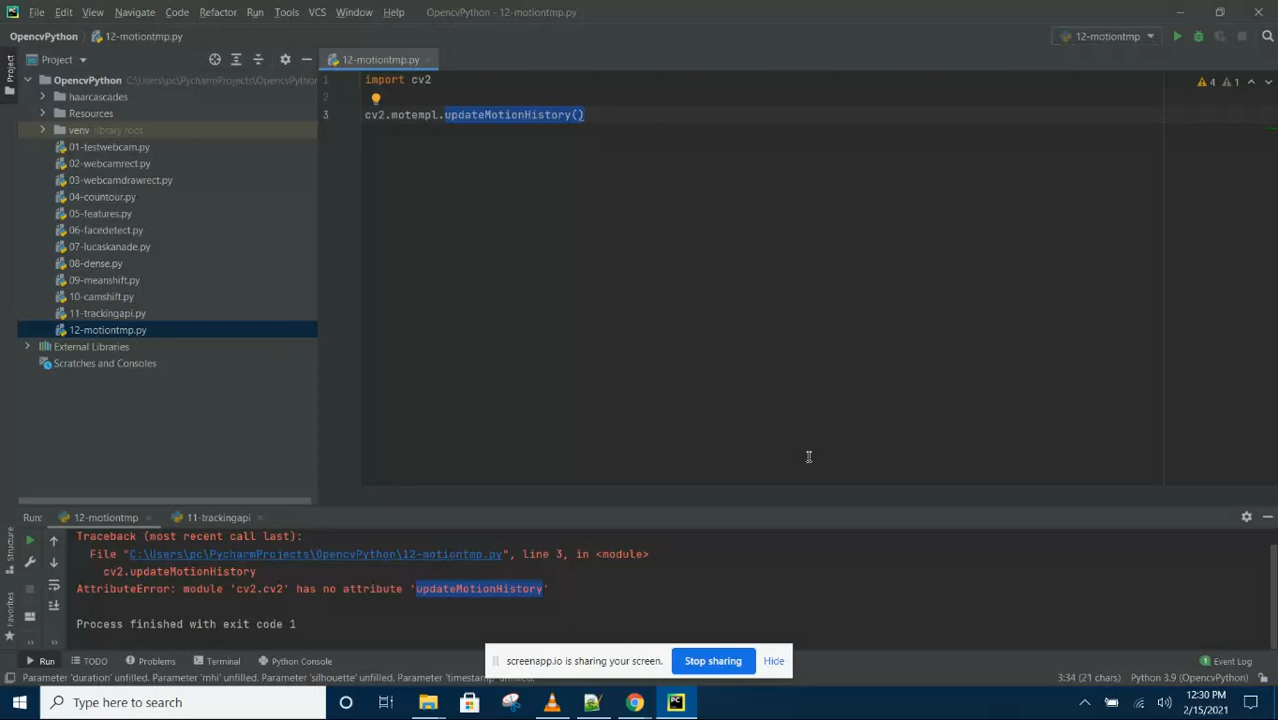 File Edit View Navigate Code Refactor Run Tools VCS Window Help OpencvPython - 12-motiontmp.py
OpencvPython 12-motiontmp.py 12-motiontmp
Project Project 12-motiontmp.py
OpencvPython C:\Users\pc\PycharmProjects\OpencvPython
haarcascades
Resources
venv library root
01-testwebcam.py
02-webcamrect.py
03-webcamdrawrect.py
04-countour.py
05-features.py
06-facedetect.py
07-lucaskanade.py
08-dense.py
09-meanshift.py
10-camshift.py
11-trackingapi.py
12-motiontmp.py
External Libraries
Scratches and Consoles
1 import cv2
2
3 cv2.motempl.updateMotionHistory()
4 1
Run: 12-motiontmp 11-trackingapi
Structure
Favorites
Traceback (most recent call last):
File "C:\Users\pc\PycharmProjects\OpencvPython\12-motiontmp.py", line 3, in <module>
cv2.updateMotionHistory
AttributeError: module 'cv2.cv2' has no attribute 'updateMotionHistory'
Process finished with exit code 1
screenapp.io is sharing your screen. Stop sharing Hide
Run TODO Problems Terminal Python Console 1 Event Log
Parameter 'duration' unfilled. Parameter 'mhi' unfilled. Parameter 'silhouette' unfilled. Parameter 'timestamp' unfilled. 3:34 (21 chars) Python 3.9 (OpencvPython)
Type here to search
12:30 PM
2/15/2021